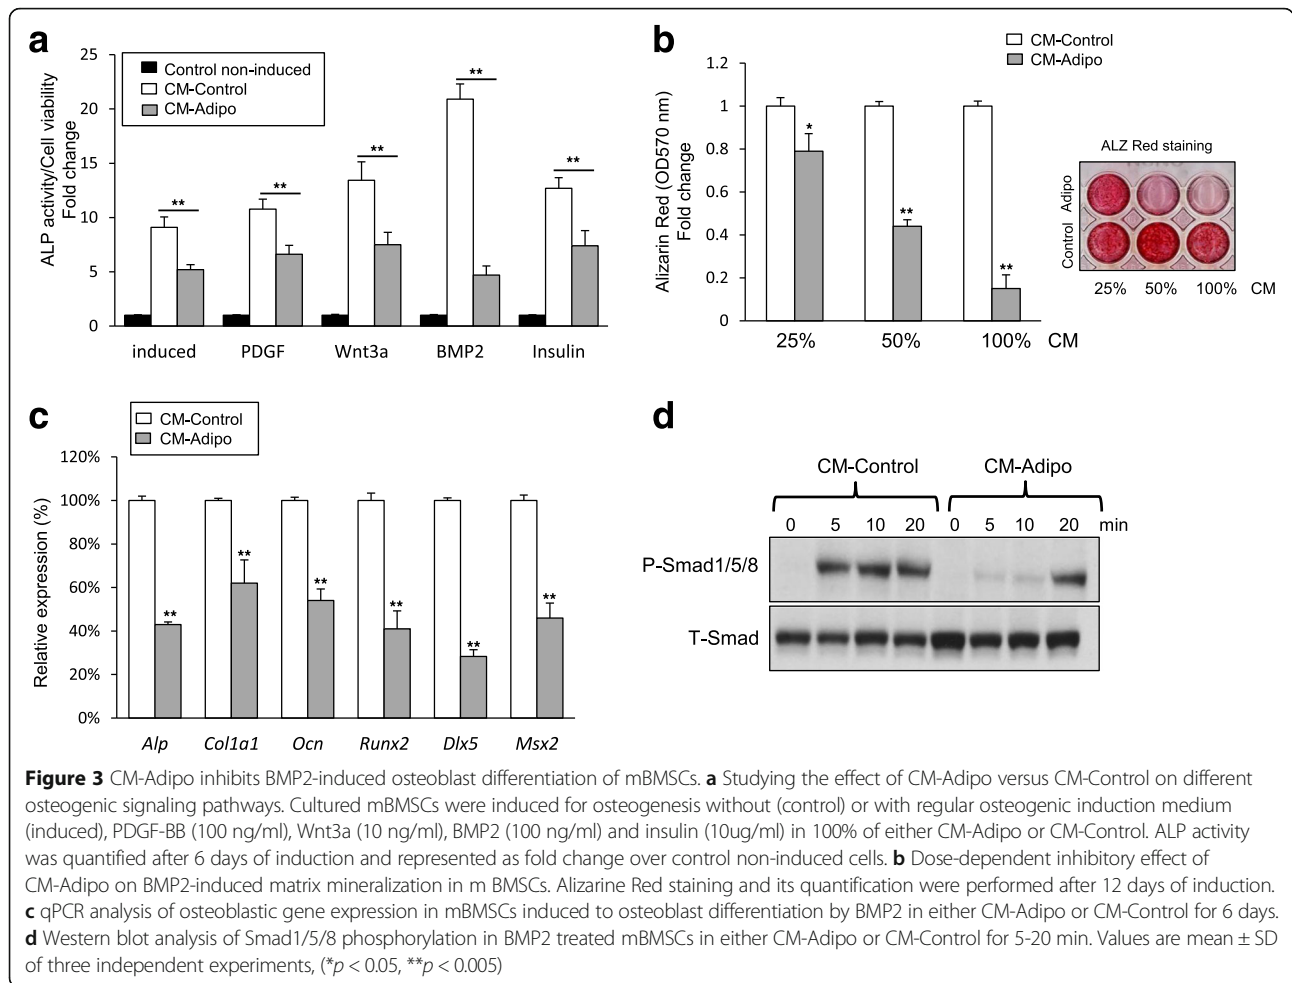 a
25
20
15
10
5
0
ALP activity/Cell viability
Fold change
Control non-induced
CM-Control
CM-Adipo
**
**
**
**
**
induced PDGF Wnt3a BMP2 Insulin
b
CM-Control
CM-Adipo
1.2
1
0.8
0.6
0.4
0.2
0
Alizarin Red (OD570 nm)
Fold change
*
**
**
25% 50% 100% CM
ALZ Red staining
Adipo
Control
25% 50% 100% CM
c
CM-Control
CM-Adipo
120%
100%
80%
60%
40%
20%
0%
Relative expression (%)
**
**
**
**
**
**
Alp Col1a1 Ocn Runx2 Dlx5 Msx2
d
CM-Control CM-Adipo
0 5 10 20 0 5 10 20 min
P-Smad1/5/8
T-Smad
Figure 3 CM-Adipo inhibits BMP2-induced osteoblast differentiation of mBMSCs. a Studying the effect of CM-Adipo versus CM-Control on different
osteogenic signaling pathways. Cultured mBMSCs were induced for osteogenesis without (control) or with regular osteogenic induction medium
(induced), PDGF-BB (100 ng/ml), Wnt3a (10 ng/ml), BMP2 (100 ng/ml) and insulin (10ug/ml) in 100% of either CM-Adipo or CM-Control. ALP activity
was quantified after 6 days of induction and represented as fold change over control non-induced cells. b Dose-dependent inhibitory effect of
CM-Adipo on BMP2-induced matrix mineralization in m BMSCs. Alizarine Red staining and its quantification were performed after 12 days of induction.
c qPCR analysis of osteoblastic gene expression in mBMSCs induced to osteoblast differentiation by BMP2 in either CM-Adipo or CM-Control for 6 days.
d Western blot analysis of Smad1/5/8 phosphorylation in BMP2 treated mBMSCs in either CM-Adipo or CM-Control for 5-20 min. Values are mean ± SD
of three independent experiments, (*p < 0.05, **p < 0.005)